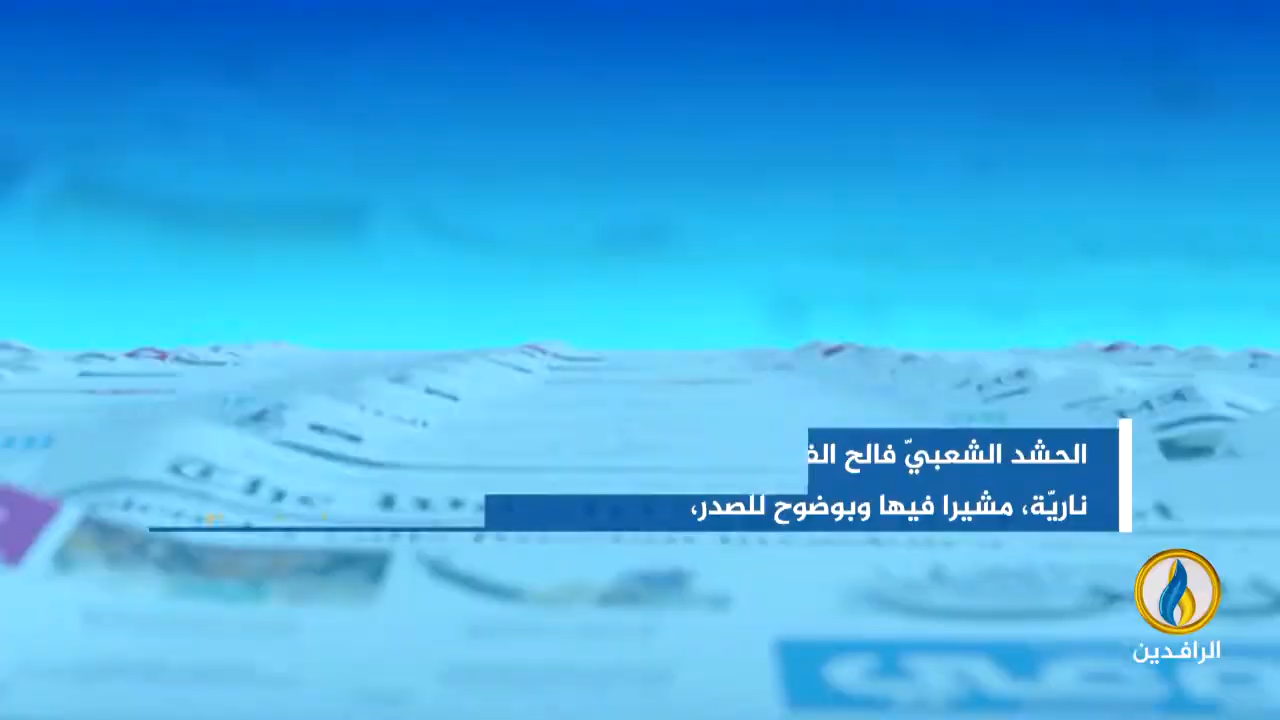 الحشد الشعبيّ فالح
ناريّة، مشيرا فيها وبوضوح للصدر،
الرافدين